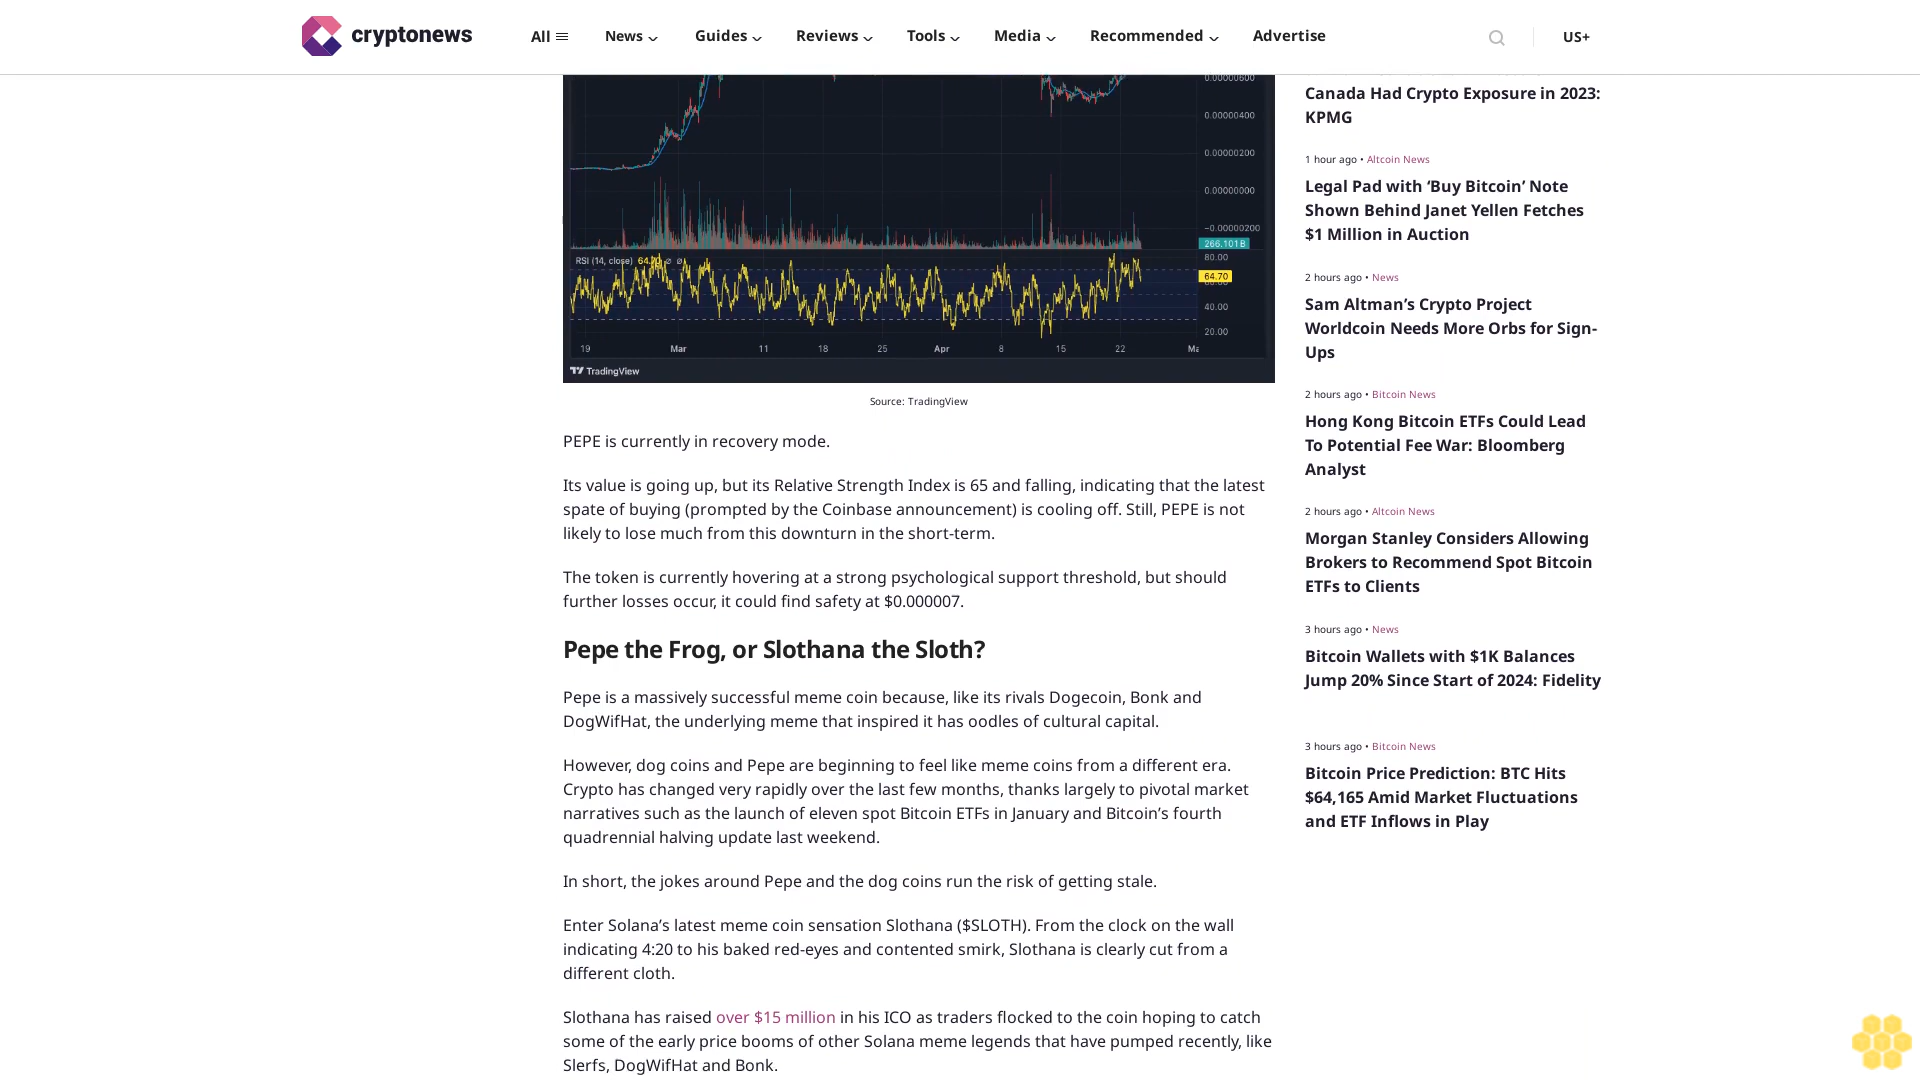 cryptonews
All
News
Guides
Reviews
Tools
Media
Recommended
Advertise
US+
0.00000600
0.00000400
0.00000200
0.00000000
−0.00000200
266.101B
RSI (14, close) 64.70 ∅ ∅
80.00
64.70
40.00
20.00
19 Mar 11 18 25 Apr 8 15 22
TradingView
Source: TradingView
PEPE is currently in recovery mode.
Its value is going up, but its Relative Strength Index is 65 and falling, indicating that the latest
spate of buying (prompted by the Coinbase announcement) is cooling off. Still, PEPE is not
likely to lose much from this downturn in the short-term.
The token is currently hovering at a strong psychological support threshold, but should
further losses occur, it could find safety at $0.000007.
Pepe the Frog, or Slothana the Sloth?
Pepe is a massively successful meme coin because, like its rivals Dogecoin, Bonk and
DogWifHat, the underlying meme that inspired it has oodles of cultural capital.
However, dog coins and Pepe are beginning to feel like meme coins from a different era.
Crypto has changed very rapidly over the last few months, thanks largely to pivotal market
narratives such as the launch of eleven spot Bitcoin ETFs in January and Bitcoin’s fourth
quadrennial halving update last weekend.
In short, the jokes around Pepe and the dog coins run the risk of getting stale.
Enter Solana’s latest meme coin sensation Slothana ($SLOTH). From the clock on the wall
indicating 4:20 to his baked red-eyes and contented smirk, Slothana is clearly cut from a
different cloth.
Slothana has raised over $15 million in his ICO as traders flocked to the coin hoping to catch
some of the early price booms of other Solana meme legends that have pumped recently, like
Slerfs, DogWifHat and Bonk.
Canada Had Crypto Exposure in 2023:
KPMG
1 hour ago • Altcoin News
Legal Pad with ‘Buy Bitcoin’ Note
Shown Behind Janet Yellen Fetches
$1 Million in Auction
2 hours ago • News
Sam Altman’s Crypto Project
Worldcoin Needs More Orbs for Sign-
Ups
2 hours ago • Bitcoin News
Hong Kong Bitcoin ETFs Could Lead
To Potential Fee War: Bloomberg
Analyst
2 hours ago • Altcoin News
Morgan Stanley Considers Allowing
Brokers to Recommend Spot Bitcoin
ETFs to Clients
3 hours ago • News
Bitcoin Wallets with $1K Balances
Jump 20% Since Start of 2024: Fidelity
3 hours ago • Bitcoin News
Bitcoin Price Prediction: BTC Hits
$64,165 Amid Market Fluctuations
and ETF Inflows in Play